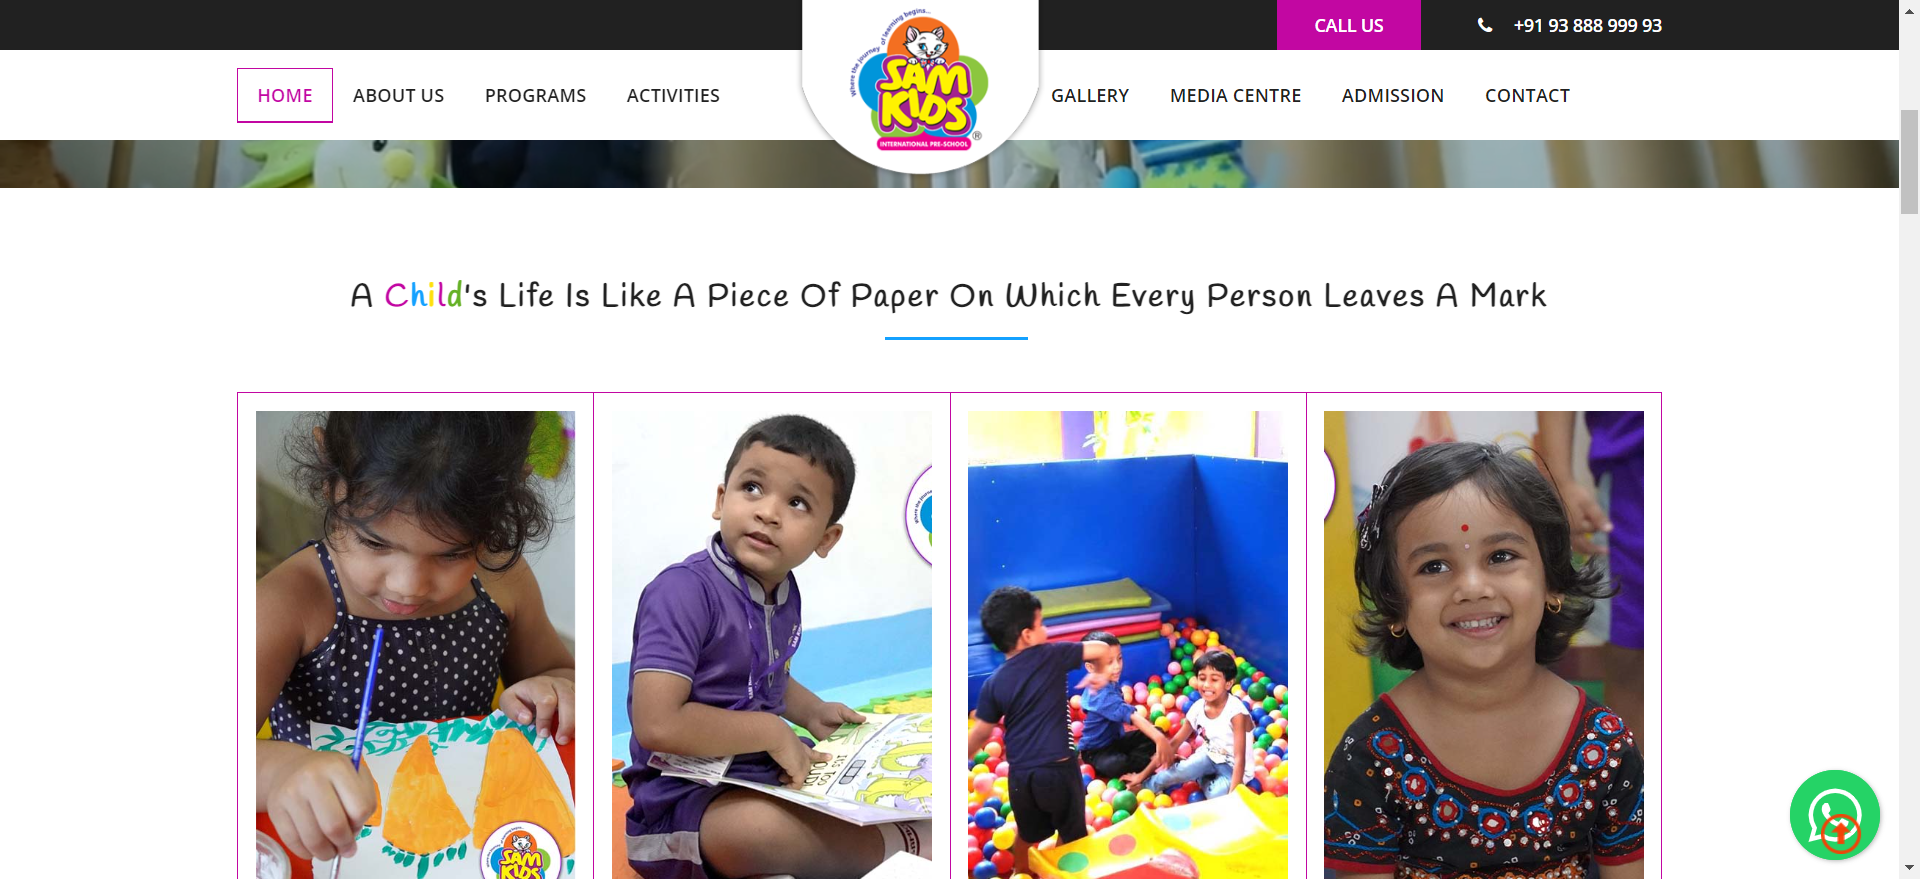 CALL US
+91 93 888 999 93
HOME
ABOUT US
PROGRAMS
ACTIVITIES
Where the journey of learning begins...
SAM
KIDS
®
INTERNATIONAL PRE-SCHOOL
GALLERY
MEDIA CENTRE
ADMISSION
CONTACT
A Child's Life Is Like A Piece Of Paper On Which Every Person Leaves A Mark
SAM
KIDS